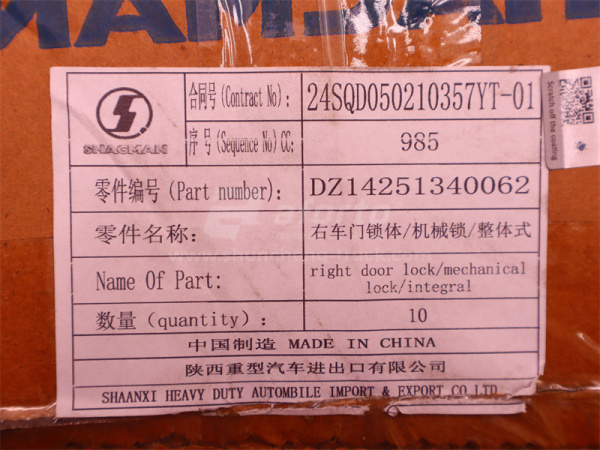 SHACMAN
合同号(Contract No): 24SQD050210357YT-01
序号(Sequence No)CC: 985
零件编号(Part number): DZ14251340062
零件名称: 右车门锁体/机械锁/整体式
Name Of Part: right door lock/mechanical lock/integral
数量(quantity): 10
中国制造 MADE IN CHINA
陕西重型汽车进出口有限公司
SHAANXI HEAVY DUTY AUTOMBILE IMPORT & EXPORT CO LTD
Scratch off the coating